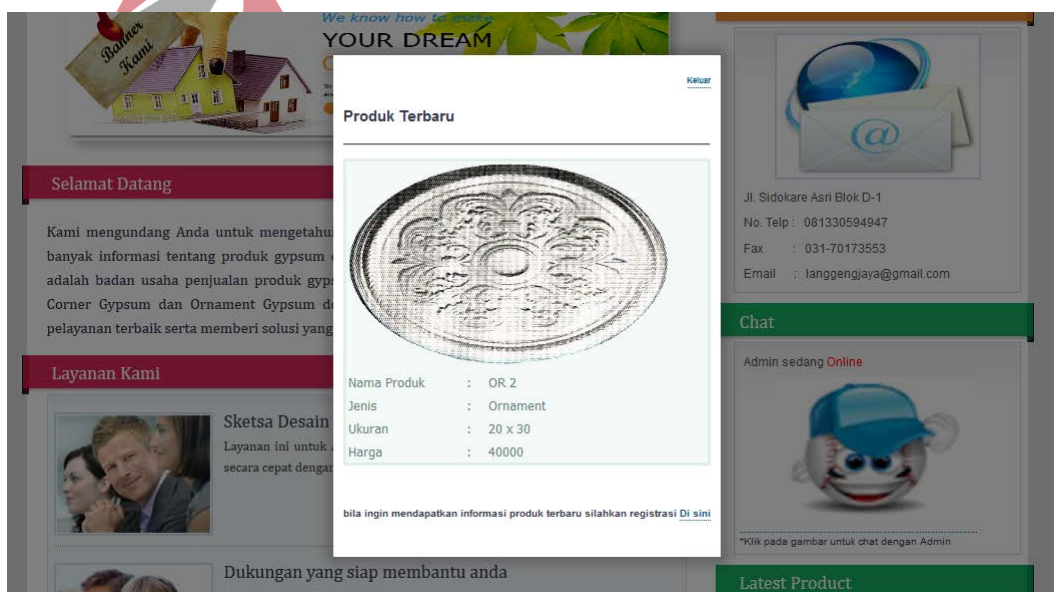 We know how to make
YOUR DREAM
Banner
Kami
Keluar
Produk Terbaru
Selamat Datang
Kami mengundang Anda untuk mengetahui
banyak informasi tentang produk gypsum
adalah badan usaha penjualan produk
Corner Gypsum dan Ornament Gypsum
pelayanan terbaik serta memberi solusi yang
Layanan Kami
Sketsa Desain
Layanan ini untuk
secara cepat dengan
Dukungan yang siap membantu anda
Nama Produk : OR 2
Jenis : Ornament
Ukuran : 20 x 30
Harga : 40000
bila ingin mendapatkan informasi produk terbaru silahkan registrasi Di sini
Jl. Sidokare Asri Blok D-1
No. Telp : 081330594947
Fax : 031-70173553
Email : langgengjaya@gmail.com
Chat
Admin sedang Online
*Klik pada gambar untuk chat dengan Admin
Latest Product